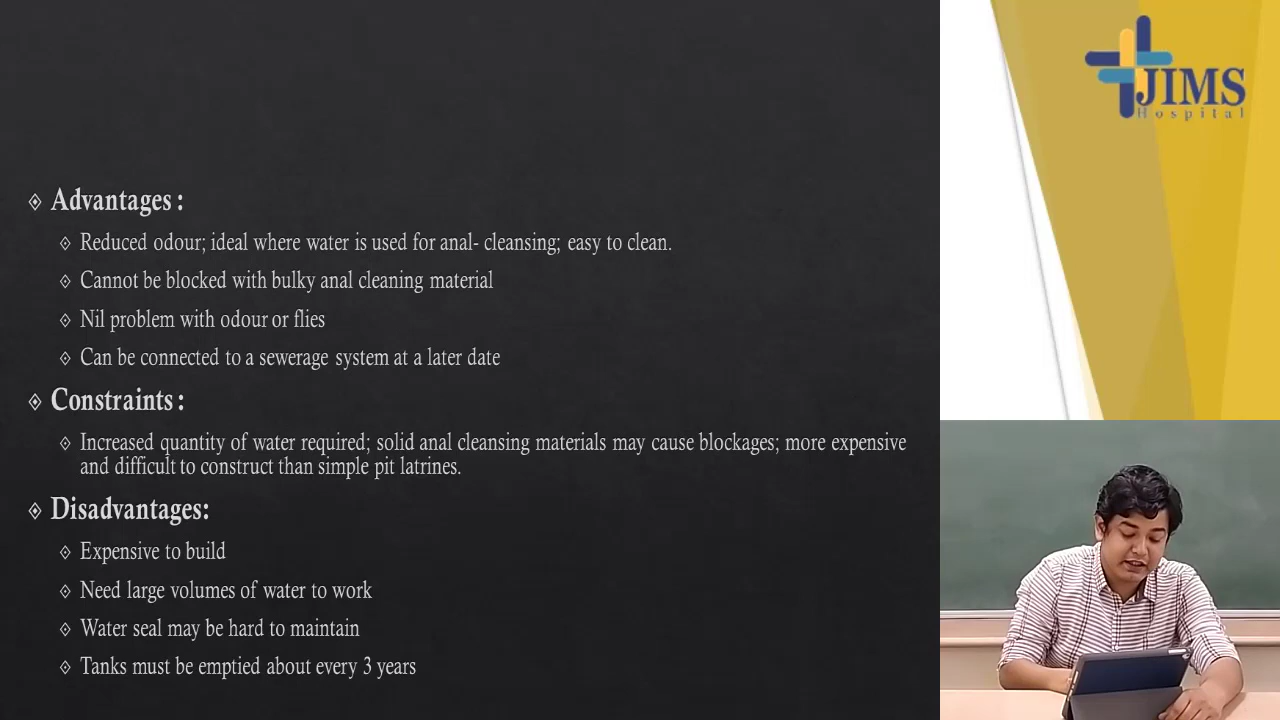 JIMS
Hospital
Advantages :
Reduced odour; ideal where water is used for anal- cleansing; easy to clean.
Cannot be blocked with bulky anal cleaning material
Nil problem with odour or flies
Can be connected to a sewerage system at a later date
Constraints :
Increased quantity of water required; solid anal cleansing materials may cause blockages; more expensive
and difficult to construct than simple pit latrines.
Disadvantages:
Expensive to build
Need large volumes of water to work
Water seal may be hard to maintain
Tanks must be emptied about every 3 years